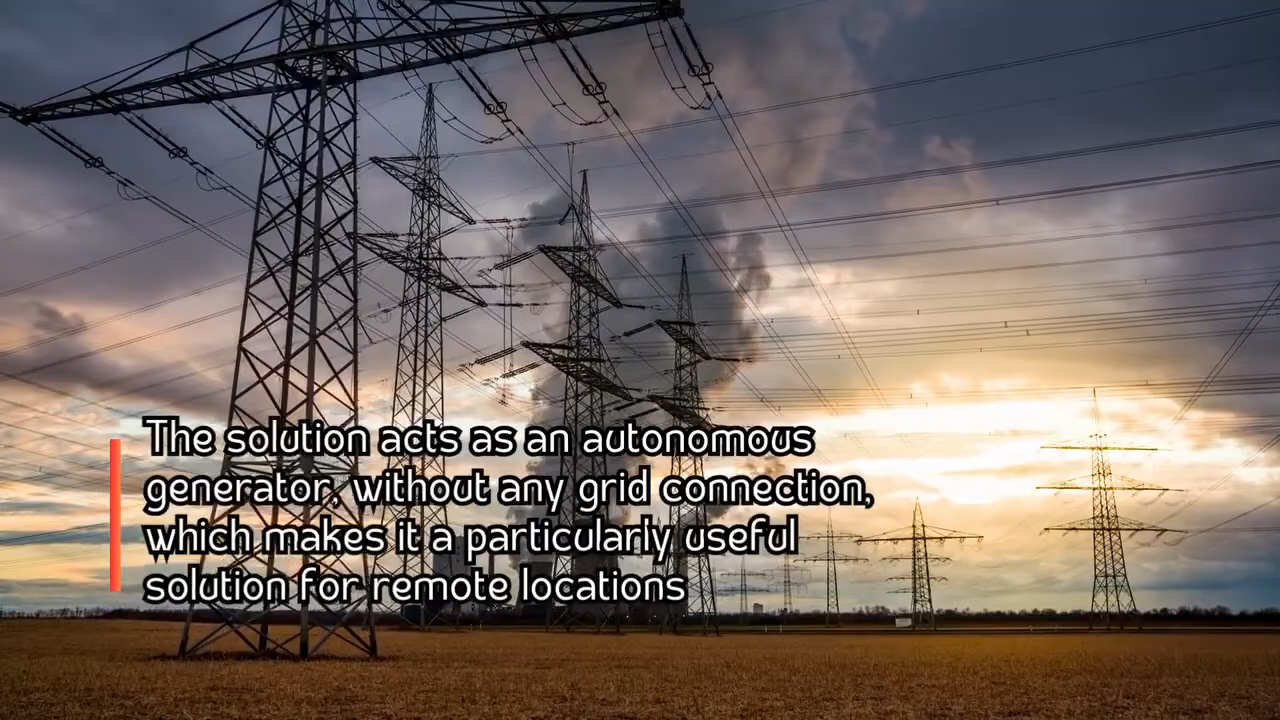 The solution acts as an autonomous
generator, without any grid connection,
which makes it a particularly useful
solution for remote locations